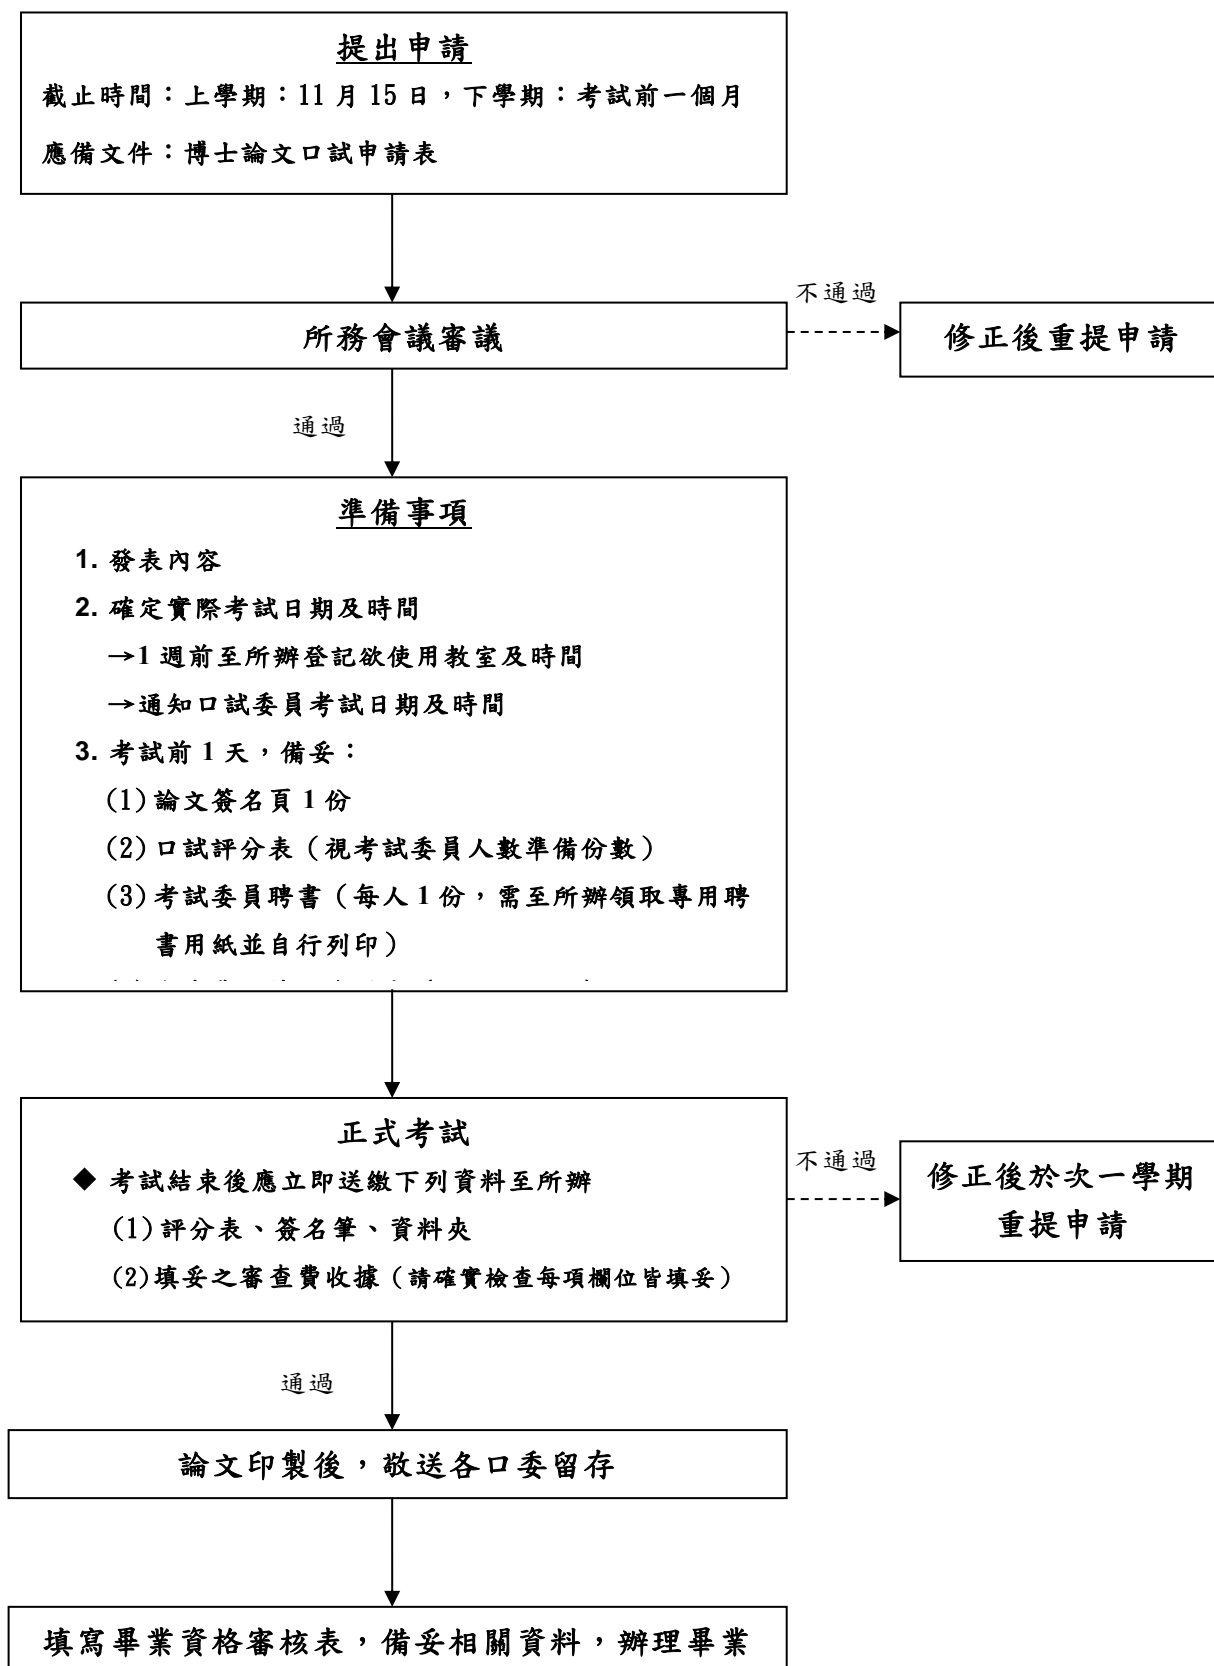 提出申請
截止時間：上學期：11 月 15 日，下學期：考試前一個月
應備文件：博士論文口試申請表
不通過
所務會議審議
修正後重提申請
通過
準備事項
1. 發表內容
2. 確定實際考試日期及時間
→1 週前至所辦登記欲使用教室及時間
→通知口試委員考試日期及時間
3. 考試前 1 天，備妥：
(1)論文簽名頁 1 份
(2)口試評分表（視考試委員人數準備份數）
(3)考試委員聘書（每人 1 份，需至所辦領取專用聘
書用紙並自行列印）
正式考試
◆ 考試結束後應立即送繳下列資料至所辦
(1)評分表、簽名筆、資料夾
(2)填妥之審查費收據（請確實檢查每項欄位皆填妥）
不通過
修正後於次一學期
重提申請
通過
論文印製後，敬送各口委留存
填寫畢業資格審核表，備妥相關資料，辦理畢業